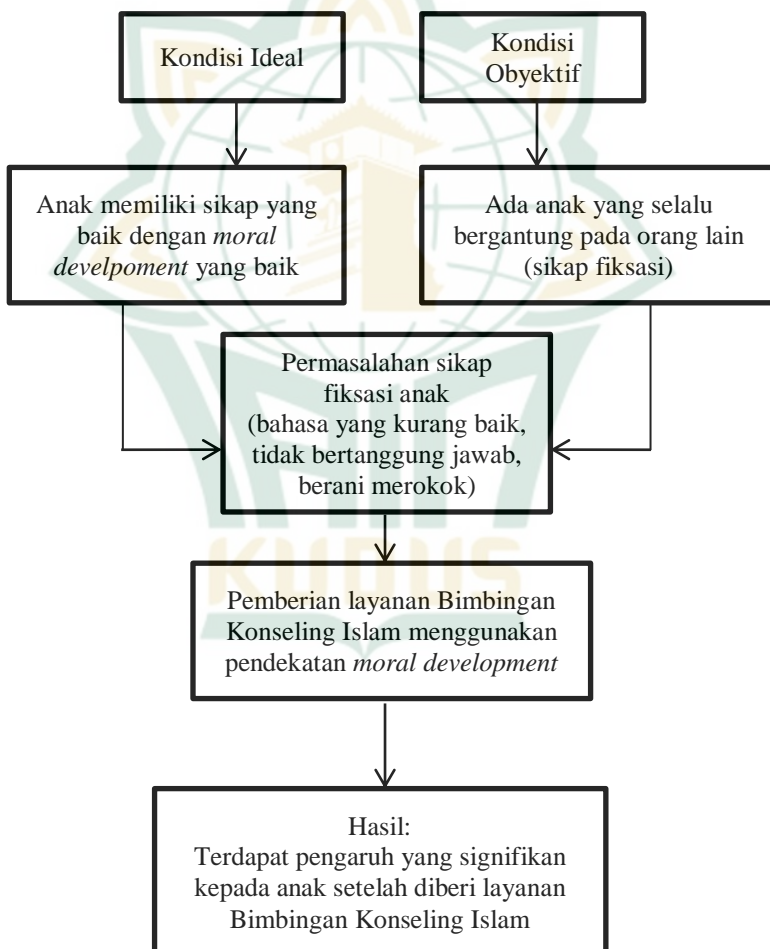 Kondisi Ideal
Kondisi
Obyektif
Anak memiliki sikap yang
baik dengan moral
develpoment yang baik
Ada anak yang selalu
bergantung pada orang lain
(sikap fiksasi)
Permasalahan sikap
fiksasi anak
(bahasa yang kurang baik,
tidak bertanggung jawab,
berani merokok)
KUDUS
Pemberian layanan Bimbingan
Konseling Islam menggunakan
pendekatan moral development
Hasil:
Terdapat pengaruh yang signifikan
kepada anak setelah diberi layanan
Bimbingan Konseling Islam